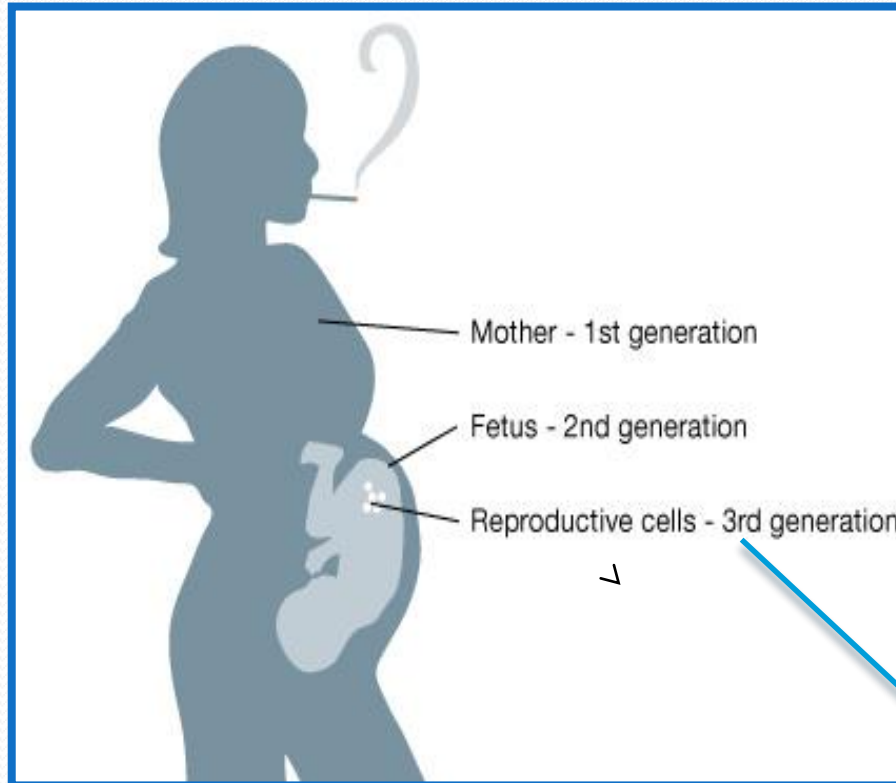 Mother - 1st generation
Fetus - 2nd generation
Reproductive cells - 3rd generation